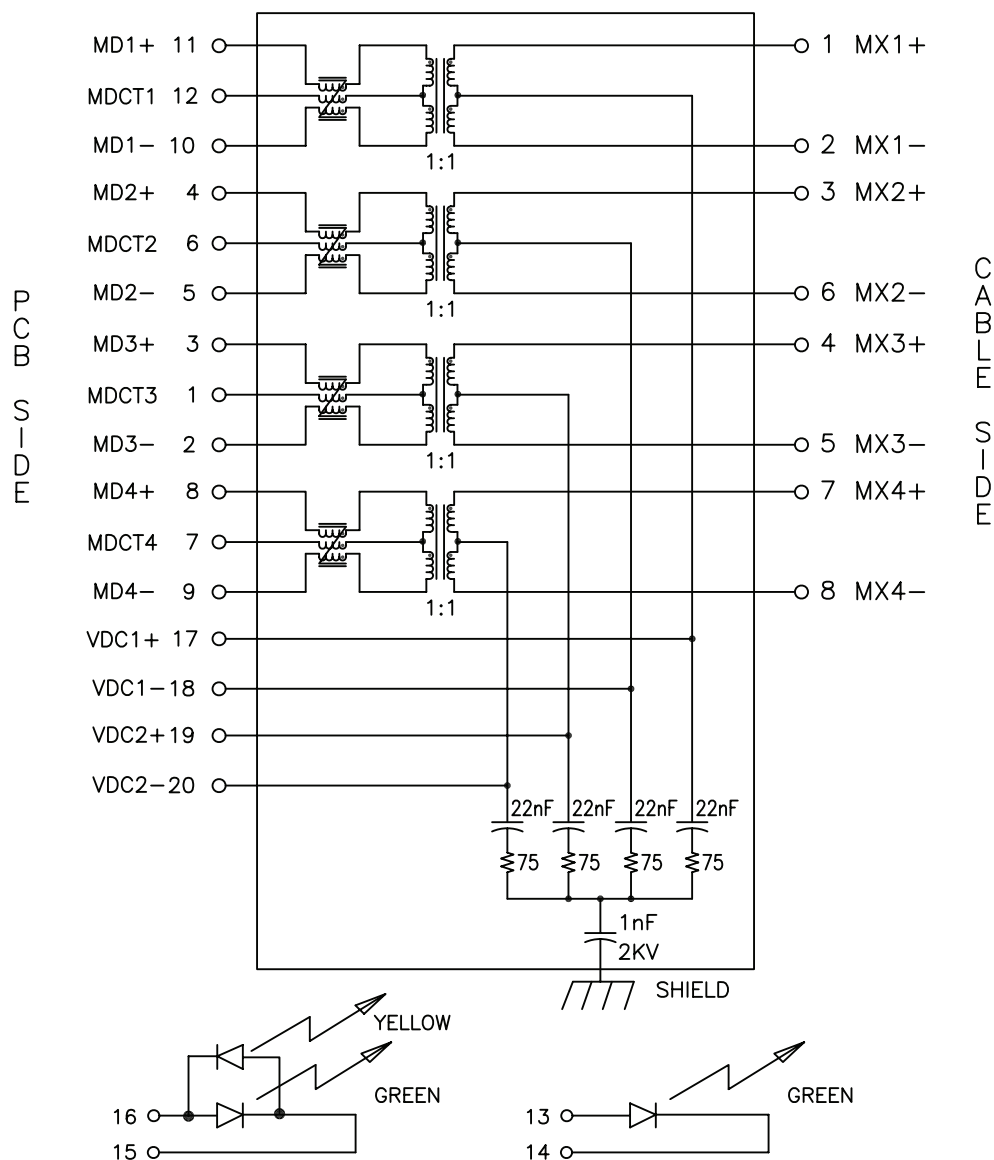 MD1+ 11
1 MX1+
MDCT1 12
MD1- 10
2 MX1-
1:1
MD2+ 4
3 MX2+
MDCT2 6
MD2- 5
6 MX2-
1:1
MD3+ 3
4 MX3+
MDCT3 1
MD3- 2
5 MX3-
1:1
MD4+ 8
7 MX4+
MDCT4 7
MD4- 9
8 MX4-
1:1
PCB SIDE
CABLE SIDE
VDC1+ 17
VDC1- 18
VDC2+ 19
VDC2- 20
22nF 22nF 22nF 22nF
75 75 75 75
1nF
2KV
SHIELD
YELLOW
GREEN
16
15
GREEN
13
14